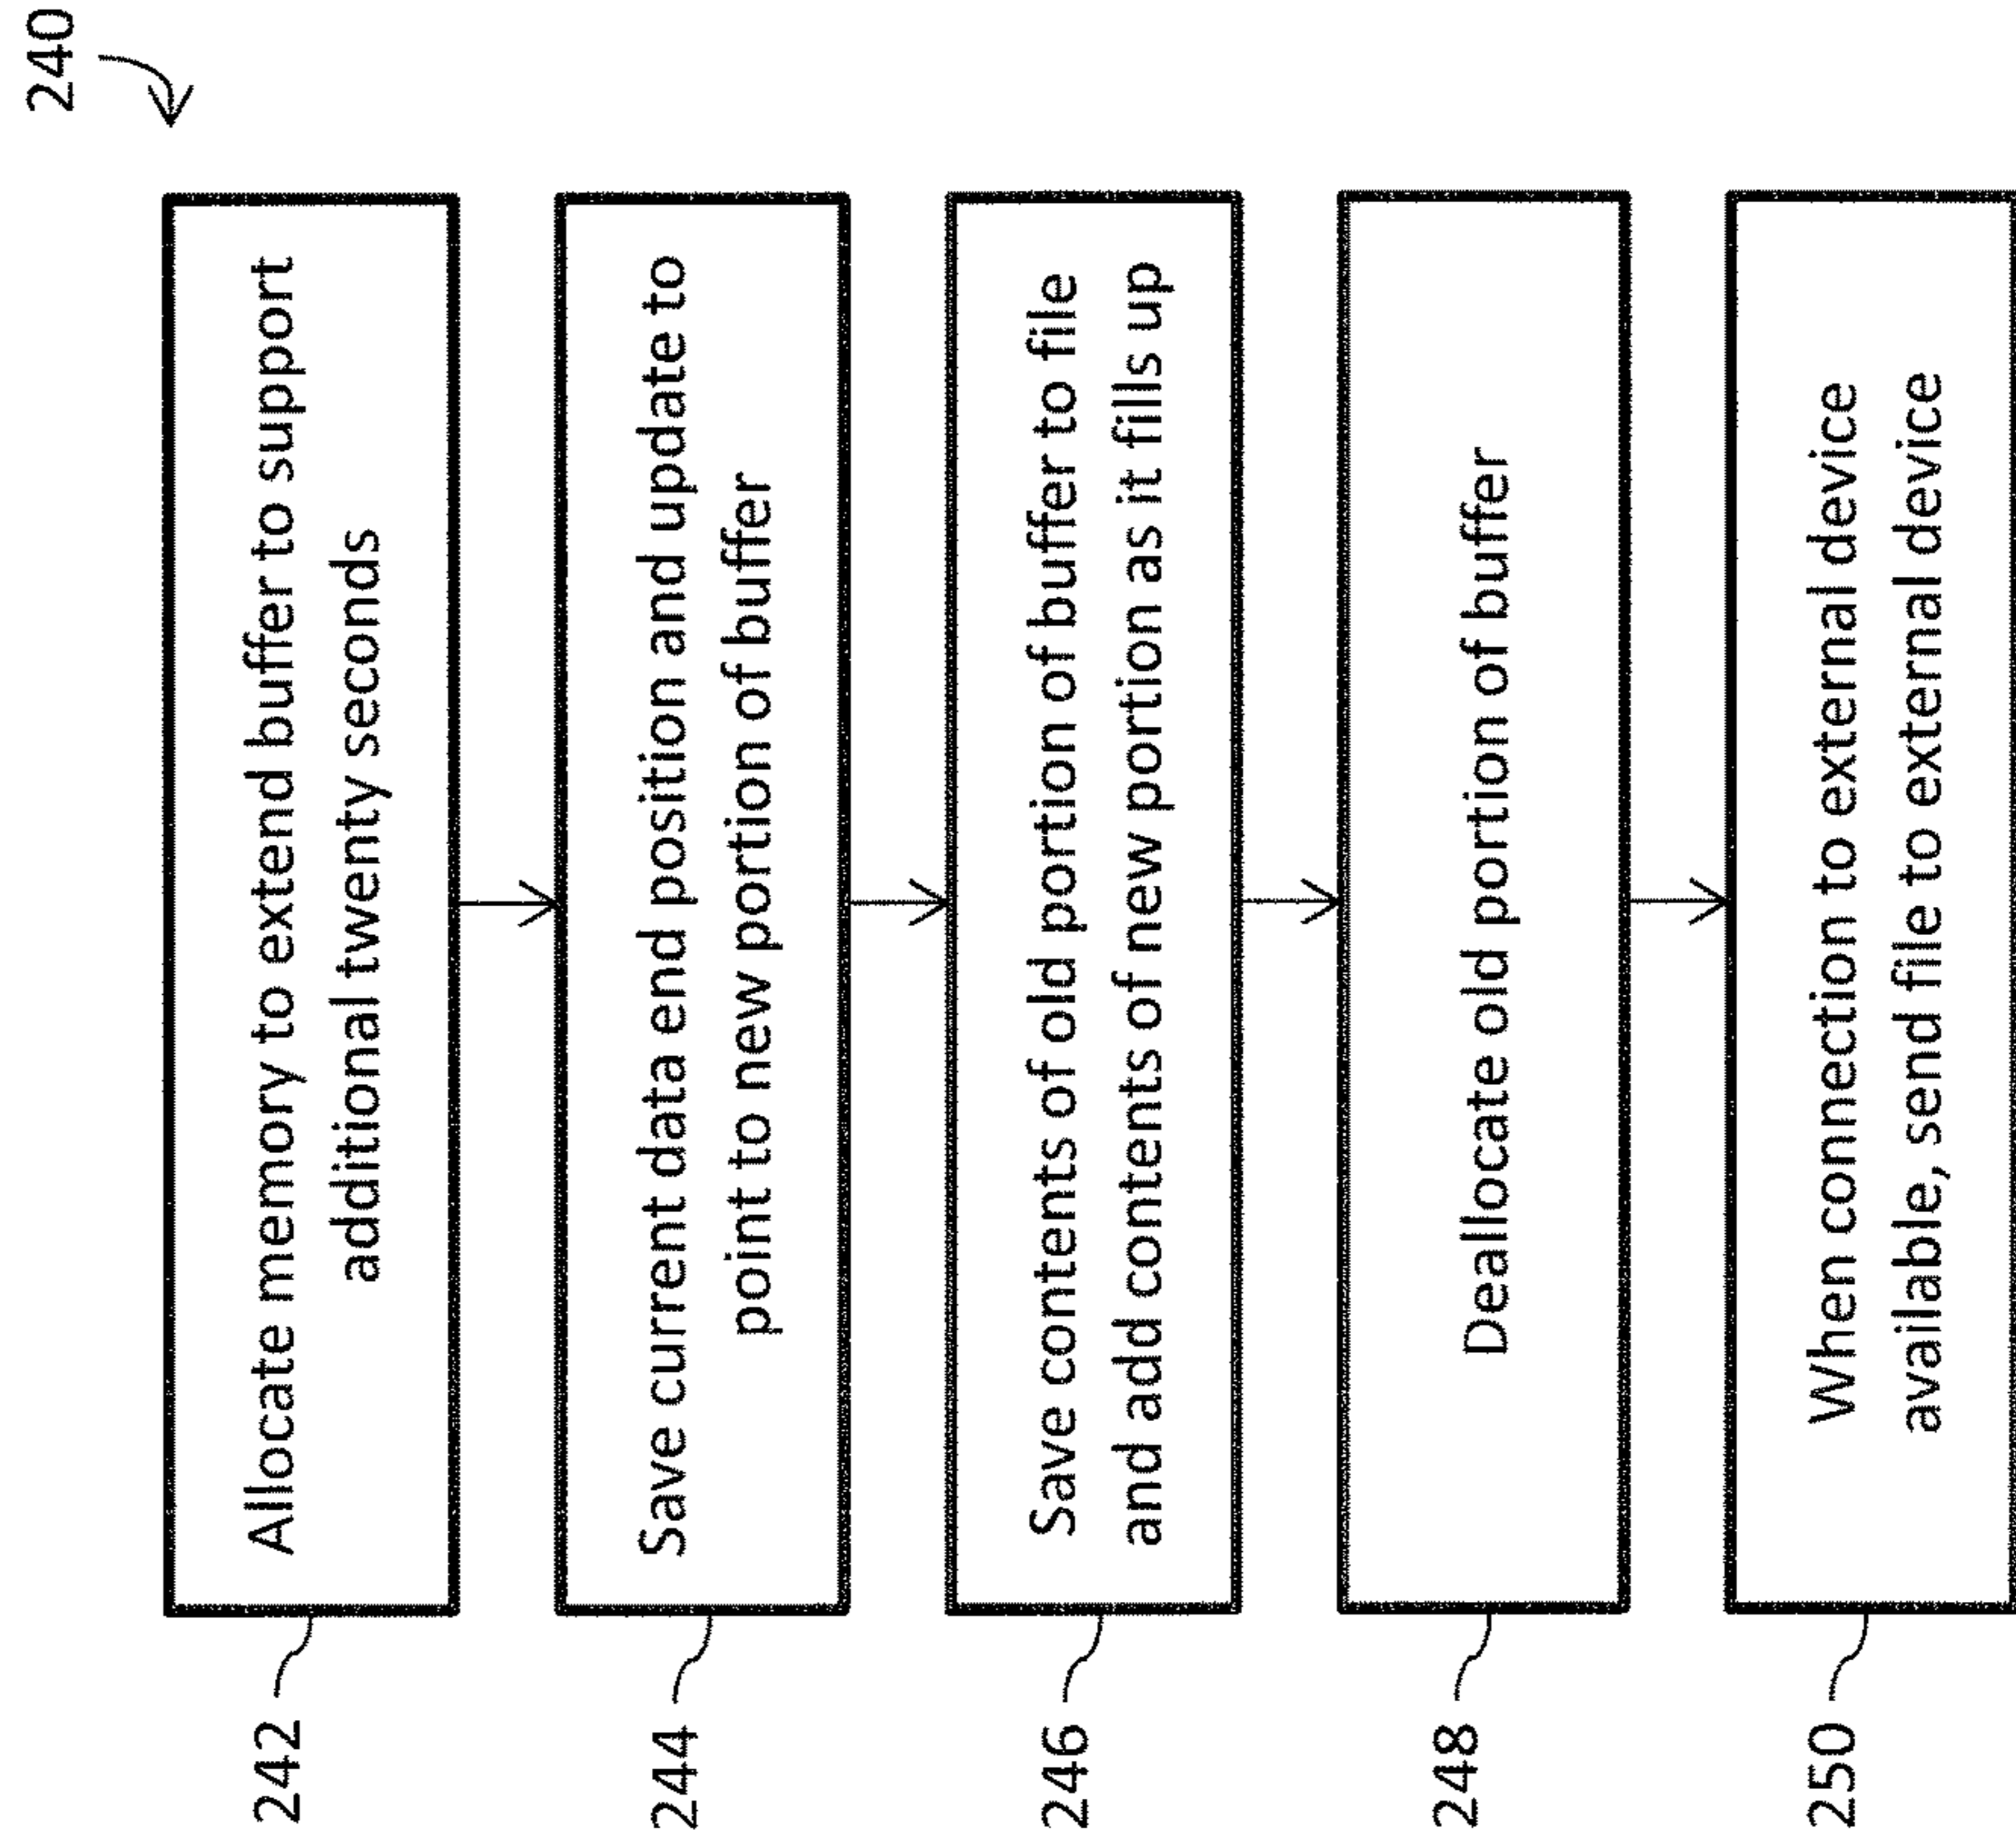 240
242
Allocate memory to extend buffer to support
additional twenty seconds
244
Save current data end position and update to
point to new portion of buffer
246
Save contents of old portion of buffer to file
and add contents of new portion as it fills up
248
Deallocate old portion of buffer
250
When connection to external device
available, send file to external device